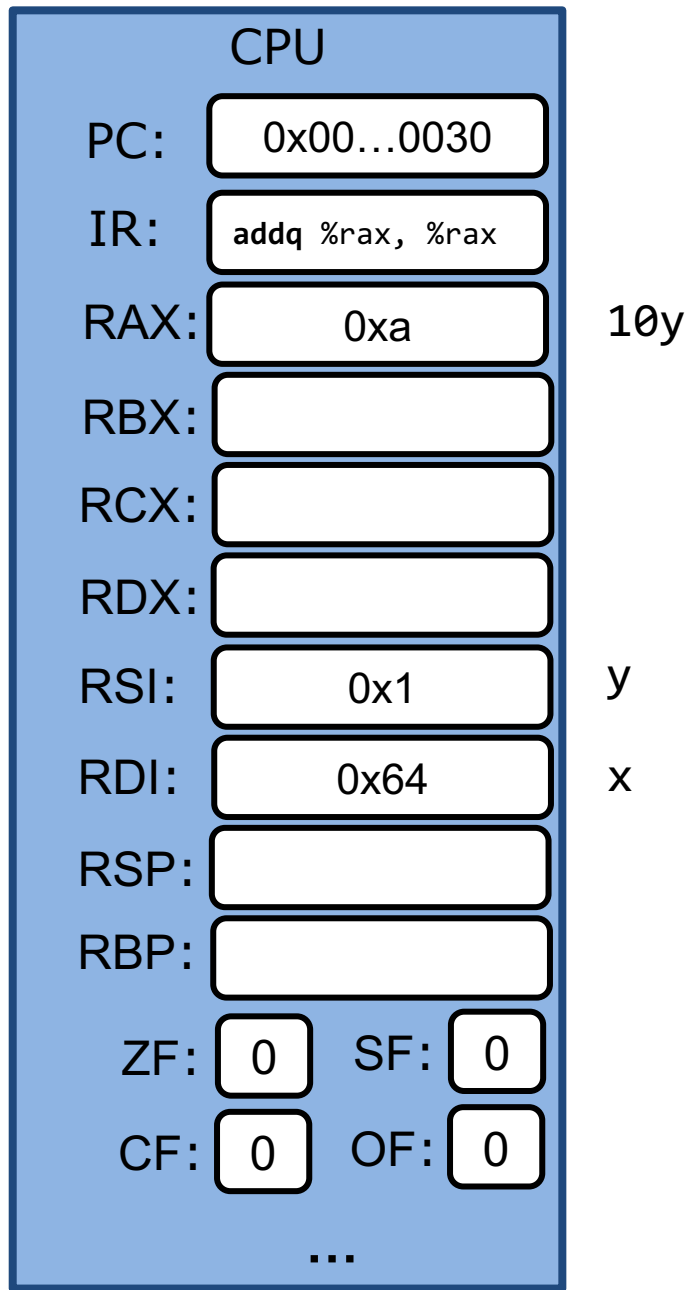 CPU
PC: 0x00…0030
IR: addq %rax, %rax
RAX: 0xa 10y
RBX:
RCX:
RDX:
RSI: 0x1 y
RDI: 0x64 x
RSP:
RBP:
ZF: 0 SF: 0
CF: 0 OF: 0
…